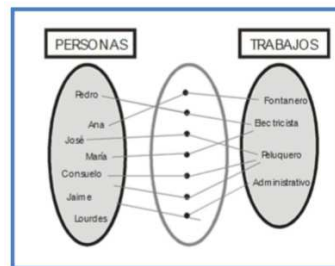 PERSONAS
TRABAJOS
Pedro
Ana
José
María
Consuelo
Jaime
Lourdes
Fontanero
Electricista
Peluquero
Administrativo